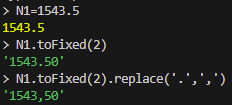 > N1=1543.5
1543.5
> N1.toFixed(2)
'1543.50'
> N1.toFixed(2).replace('.',',')
'1543,50'